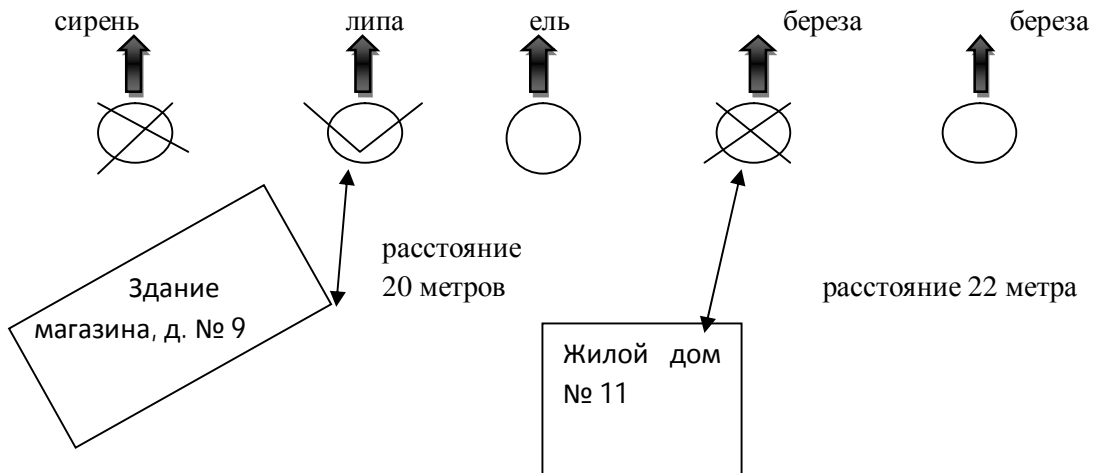 сирень липа ель береза береза
расстояние
20 метров
расстояние 22 метра
Здание
магазина, д. № 9
Жилой дом
№ 11